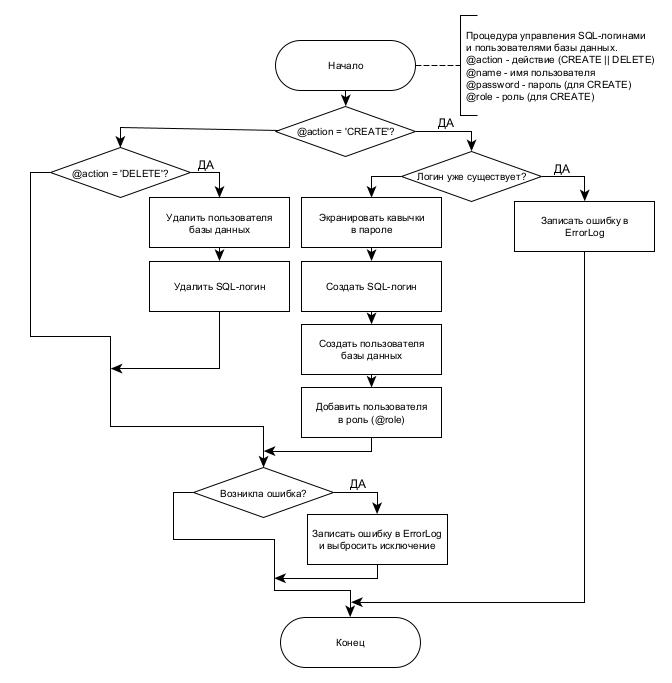 Процедура управления SQL-логинами
и пользователями базы данных.
@action - действие (CREATE || DELETE)
@name - имя пользователя
@password - пароль (для CREATE)
@role - роль (для CREATE)
Начало
@action = 'CREATE'?
ДА
@action = 'DELETE'?
ДА
Логин уже существует?
ДА
Удалить пользователя
базы данных
Экранировать кавычки
в пароле
Записать ошибку в
ErrorLog
Удалить SQL-логин
Создать SQL-логин
Создать пользователя
базы данных
Добавить пользователя
в роль (@role)
Возникла ошибка?
ДА
Записать ошибку в ErrorLog
и выбросить исключение
Конец